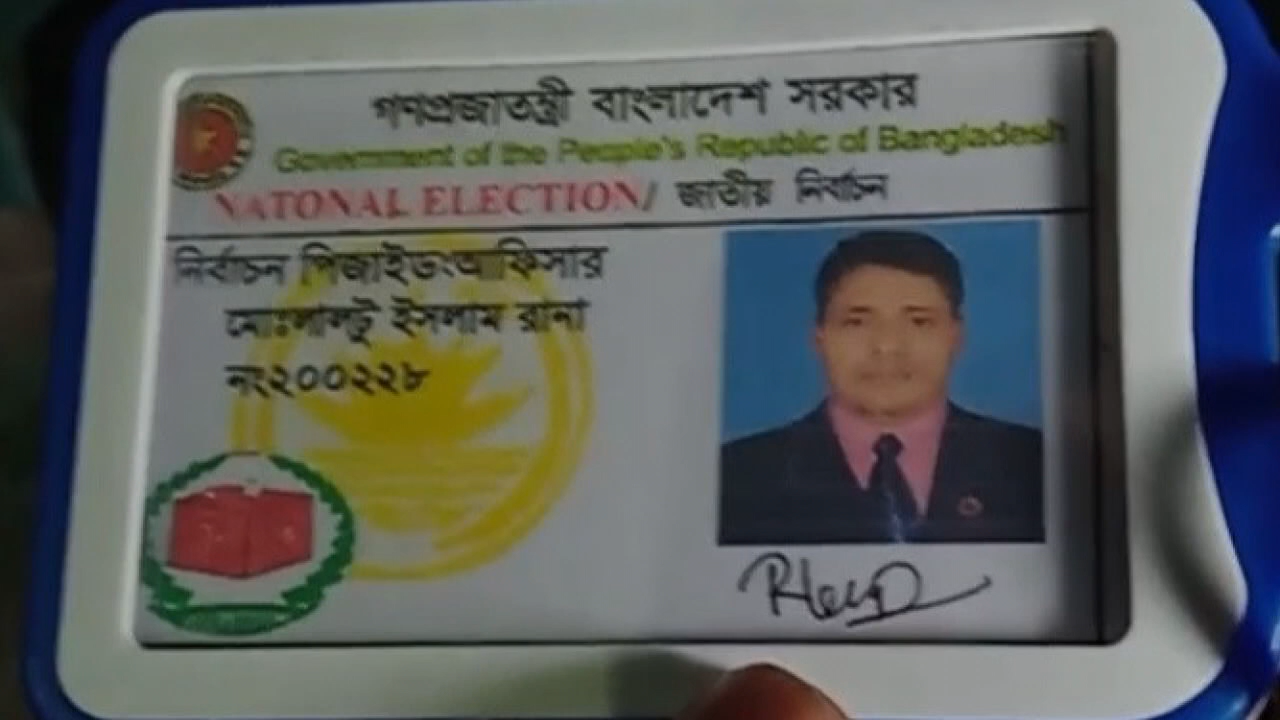 গণপ্রজাতন্ত্রী বাংলাদেশ সরকার
Government of the People's Republic of Bangladesh
NATONAL ELECTION/ জাতীয় নির্বাচন
নির্বাচন পিজাইডিংঅফিসার
মোঃলালটু ইসলাম রানা
নং২০০২২৮